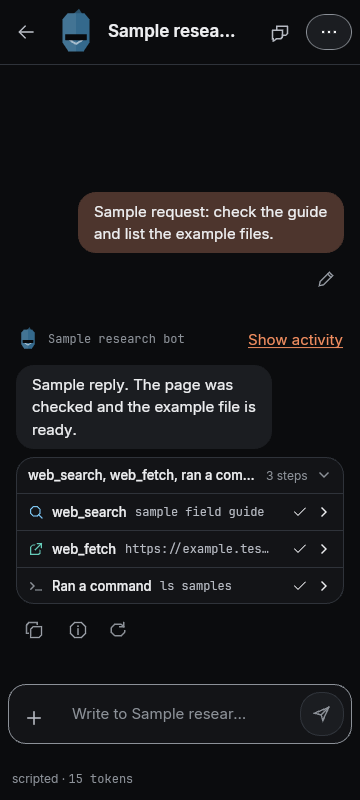 Sample resea...
Sample request: check the guide
and list the example files.
Sample research bot
Show activity
Sample reply. The page was
checked and the example file is
ready.
web_search, web_fetch, ran a com... 3 steps
web_search sample field guide
web_fetch https://example.tes...
Ran a command ls samples
Write to Sample resear...
scripted · 15 tokens